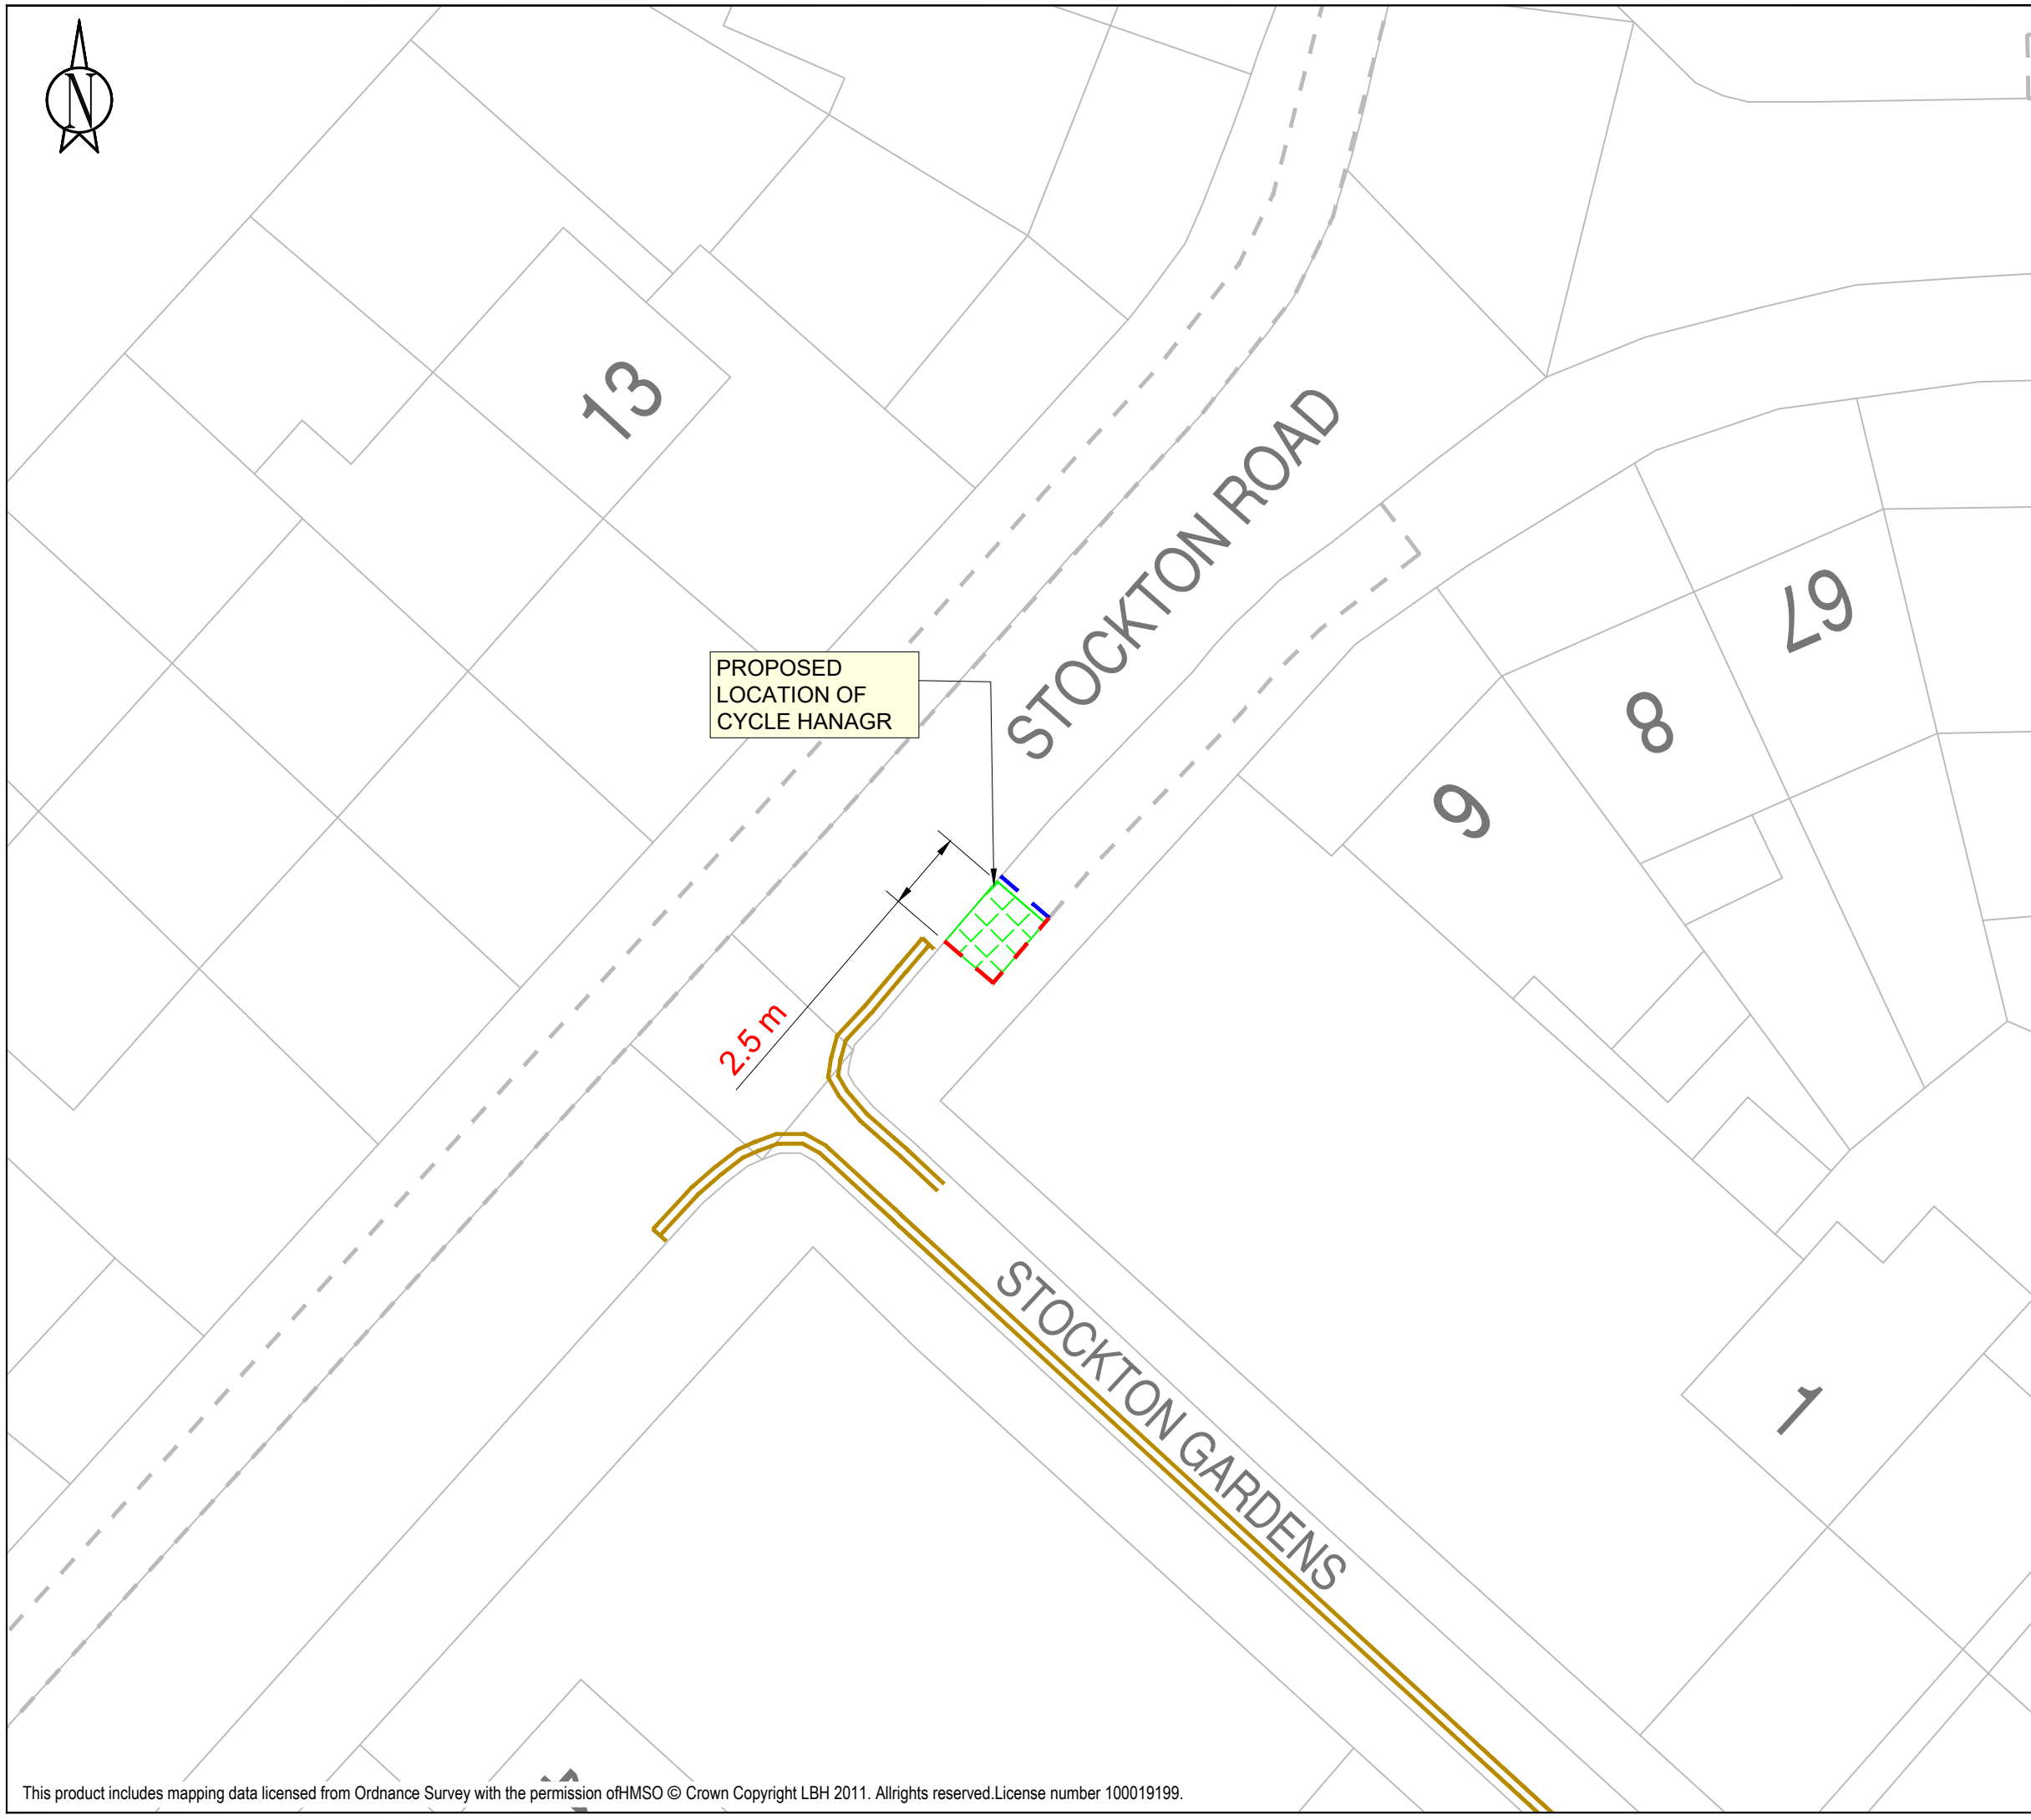 N
13
STOCKTON ROAD
67
PROPOSED
LOCATION OF
CYCLE HANAGR
8
9
2.5 m
STOCKTON GARDENS
1
This product includes mapping data licensed from Ordnance Survey with the permission ofHMSO © Crown Copyright LBH 2011. Allrights reserved.License number 100019199.